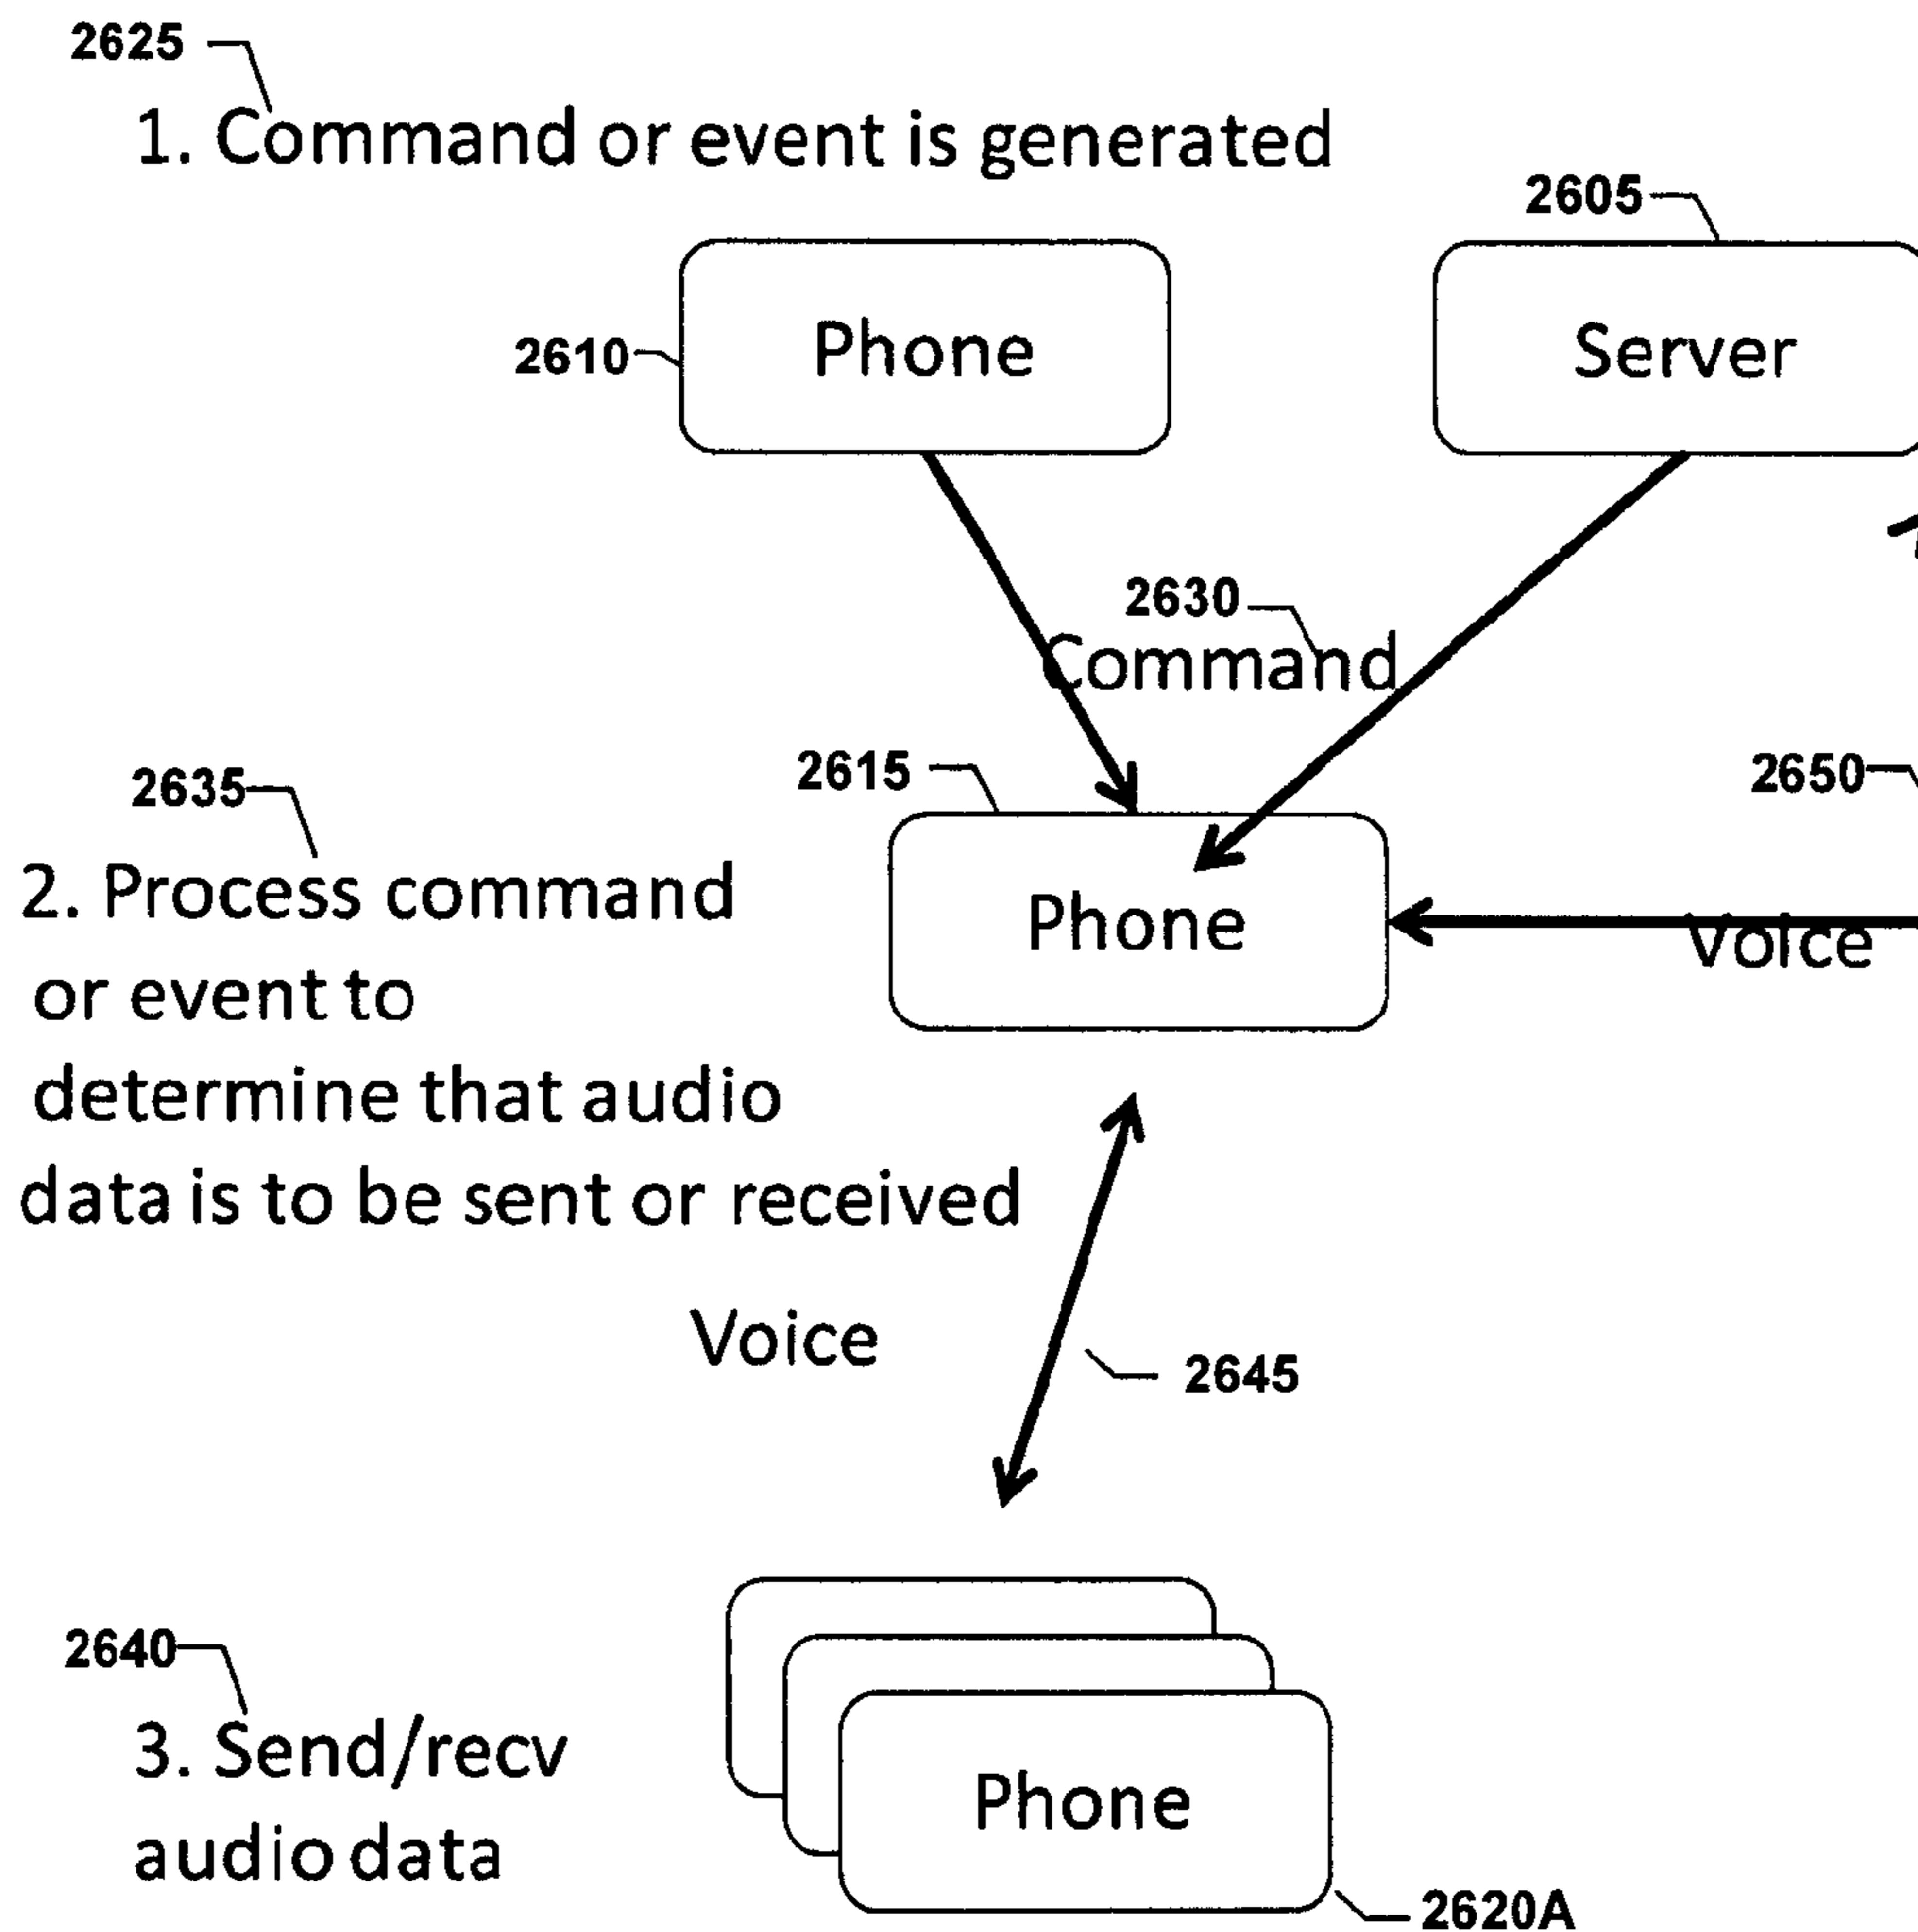 2625
1. Command or event is generated
2605
2610
Phone
Server
2630
Command
2615
2650
2635
2. Process command
or event to
determine that audio
data is to be sent or received
Phone
Voice
Voice
2645
2640
3. Send/recv
audio data
Phone
2620A